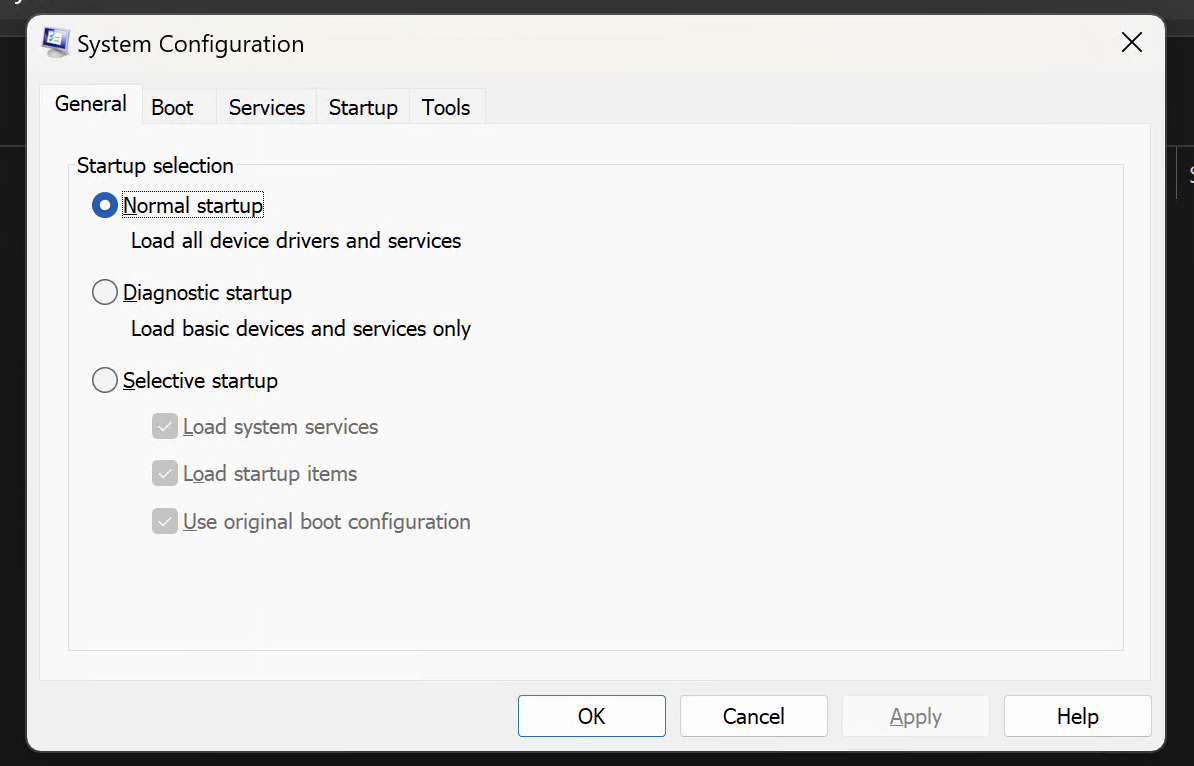 System Configuration
General
Boot
Services
Startup
Tools
Startup selection
Normal startup
Load all device drivers and services
Diagnostic startup
Load basic devices and services only
Selective startup
Load system services
Load startup items
Use original boot configuration
OK
Cancel
Apply
Help